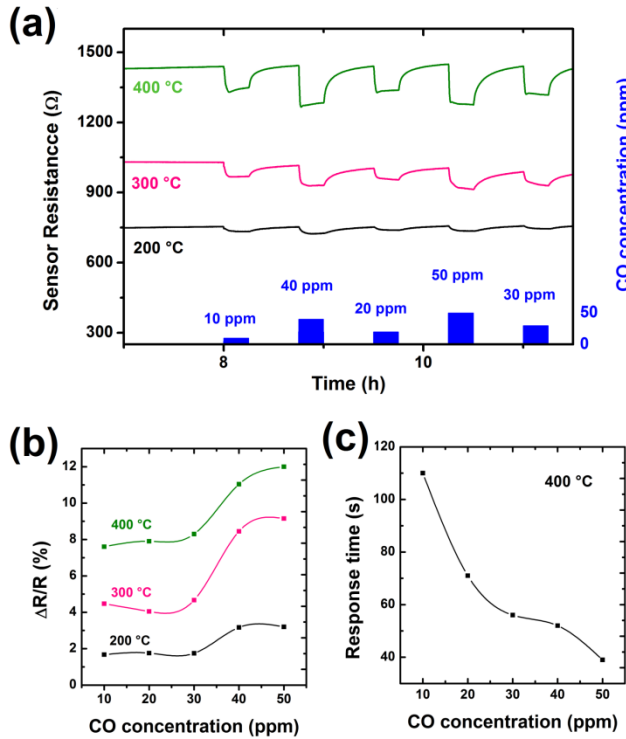 (a)
Sensor Resistancce (Ω)
1500
1200
900
600
300
400 °C
300 °C
200 °C
10 ppm
40 ppm
20 ppm
50 ppm
30 ppm
50
0
CO concentration (ppm)
8
10
Time (h)
(b)
ΔR/R (%)
12
10
8
6
4
2
0
400 °C
300 °C
200 °C
10 20 30 40 50
CO concentration (ppm)
(c)
Response time (s)
120
100
80
60
40
400 °C
10 20 30 40 50
CO concentration (ppm)